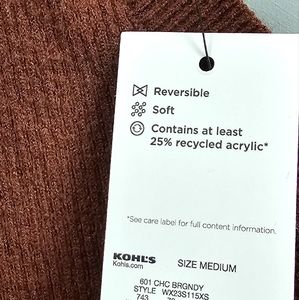 Reversible
Soft
Contains at least
25% recycled acrylic*
*See care label for full content information.
KOHL'S
Kohls.com
SIZE MEDIUM
601 CHC BRGNDY
STYLE WX23S115XS
743